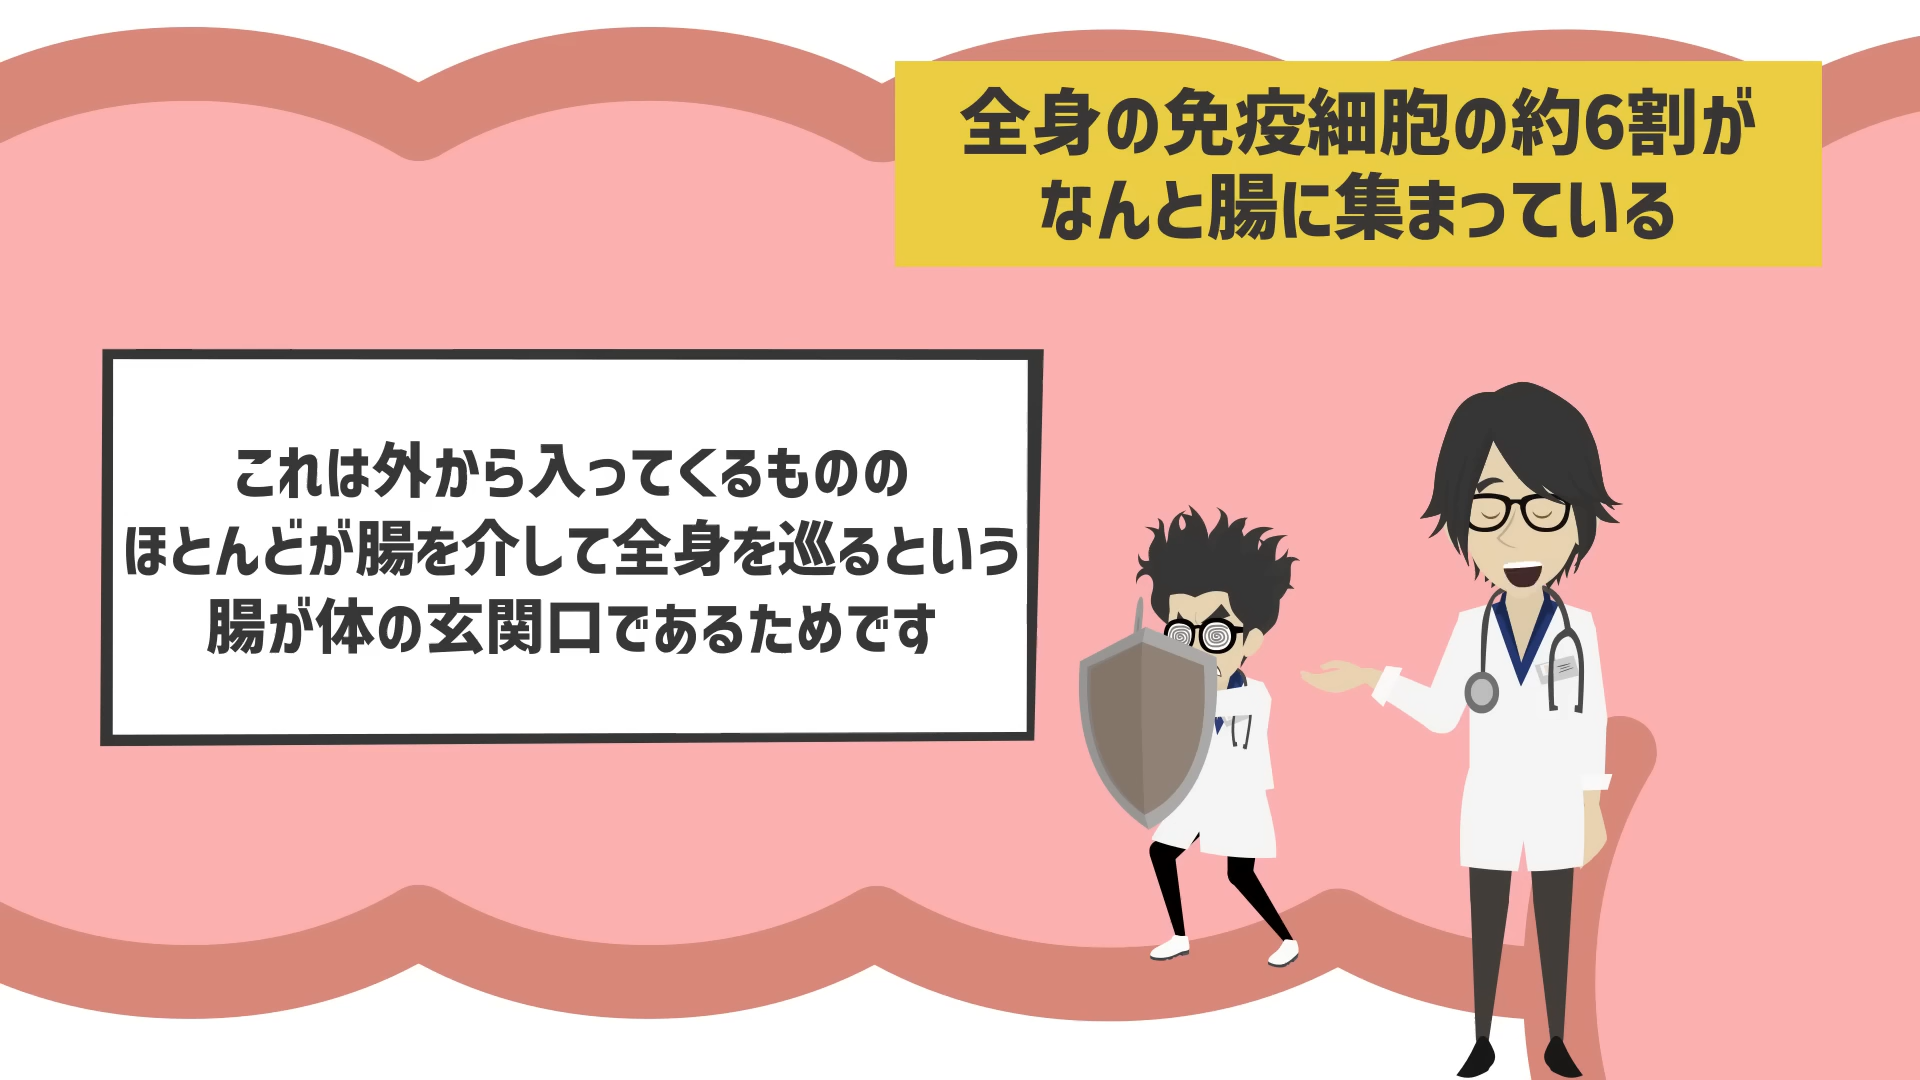 全身の免疫細胞の約6割が
なんと腸に集まっている
これは外から入ってくるものの
ほとんどが腸を介して全身を巡るという
腸が体の玄関口であるためです